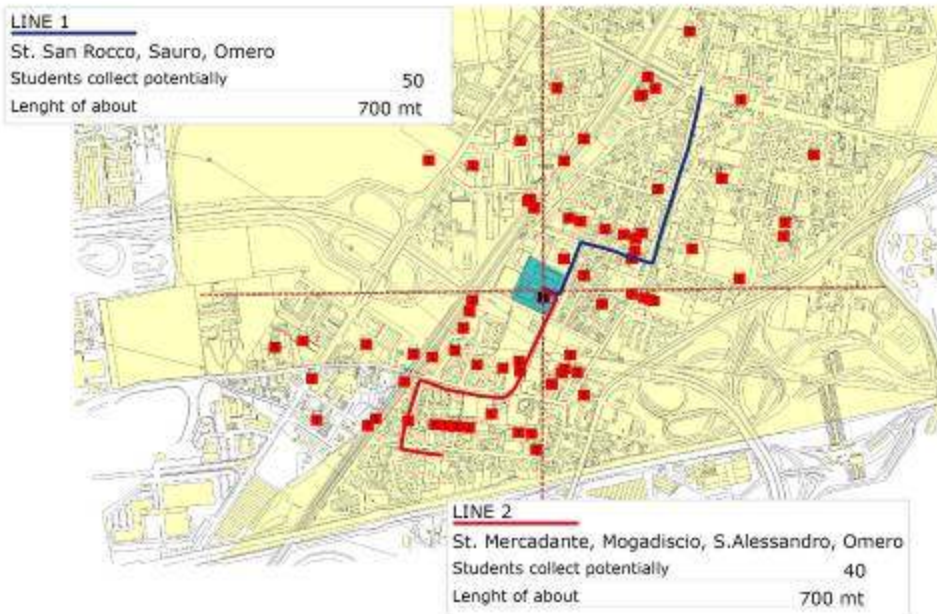 LINE 1
St. San Rocco, Sauro, Omero
Students collect potentially 50
Lenght of about 700 mt
LINE 2
St. Mercadante, Mogadiscio, S.Alessandro, Omero
Students collect potentially 40
Lenght of about 700 mt